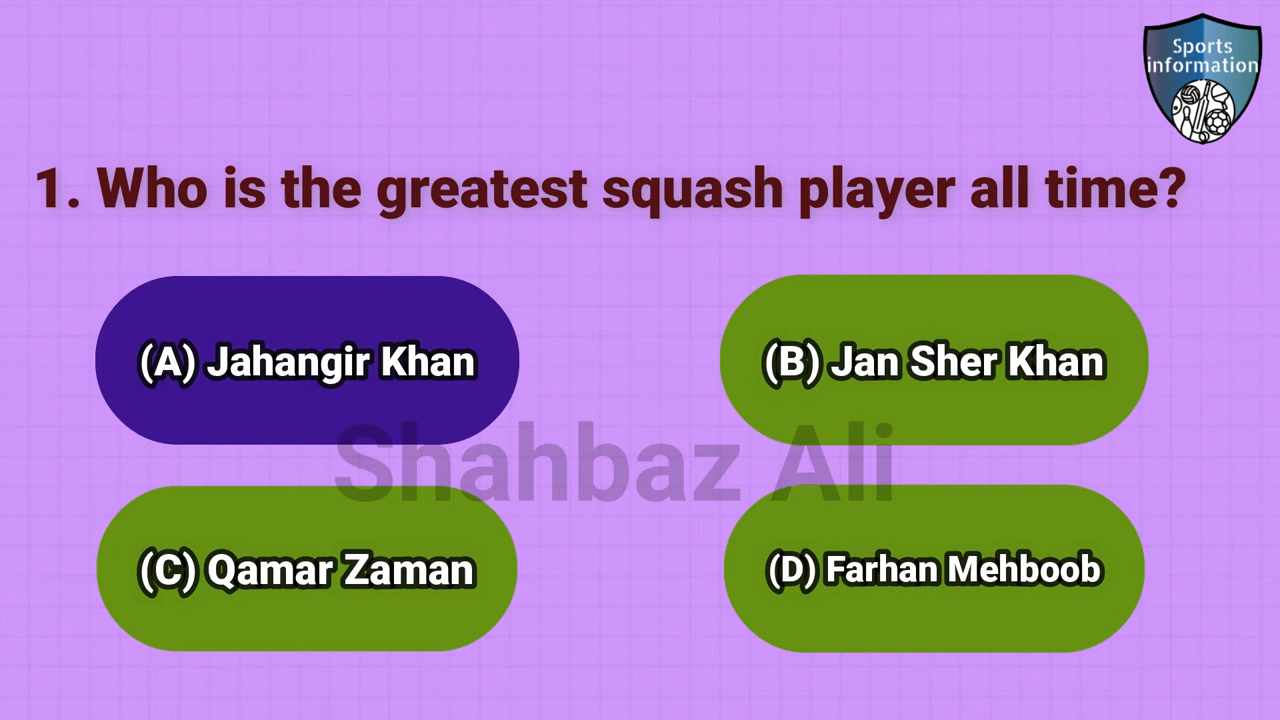 Sports
information
1. Who is the greatest squash player all time?
(A) Jahangir Khan
(B) Jan Sher Khan
Shahbaz Ali
(C) Qamar Zaman
(D) Farhan Mehboob